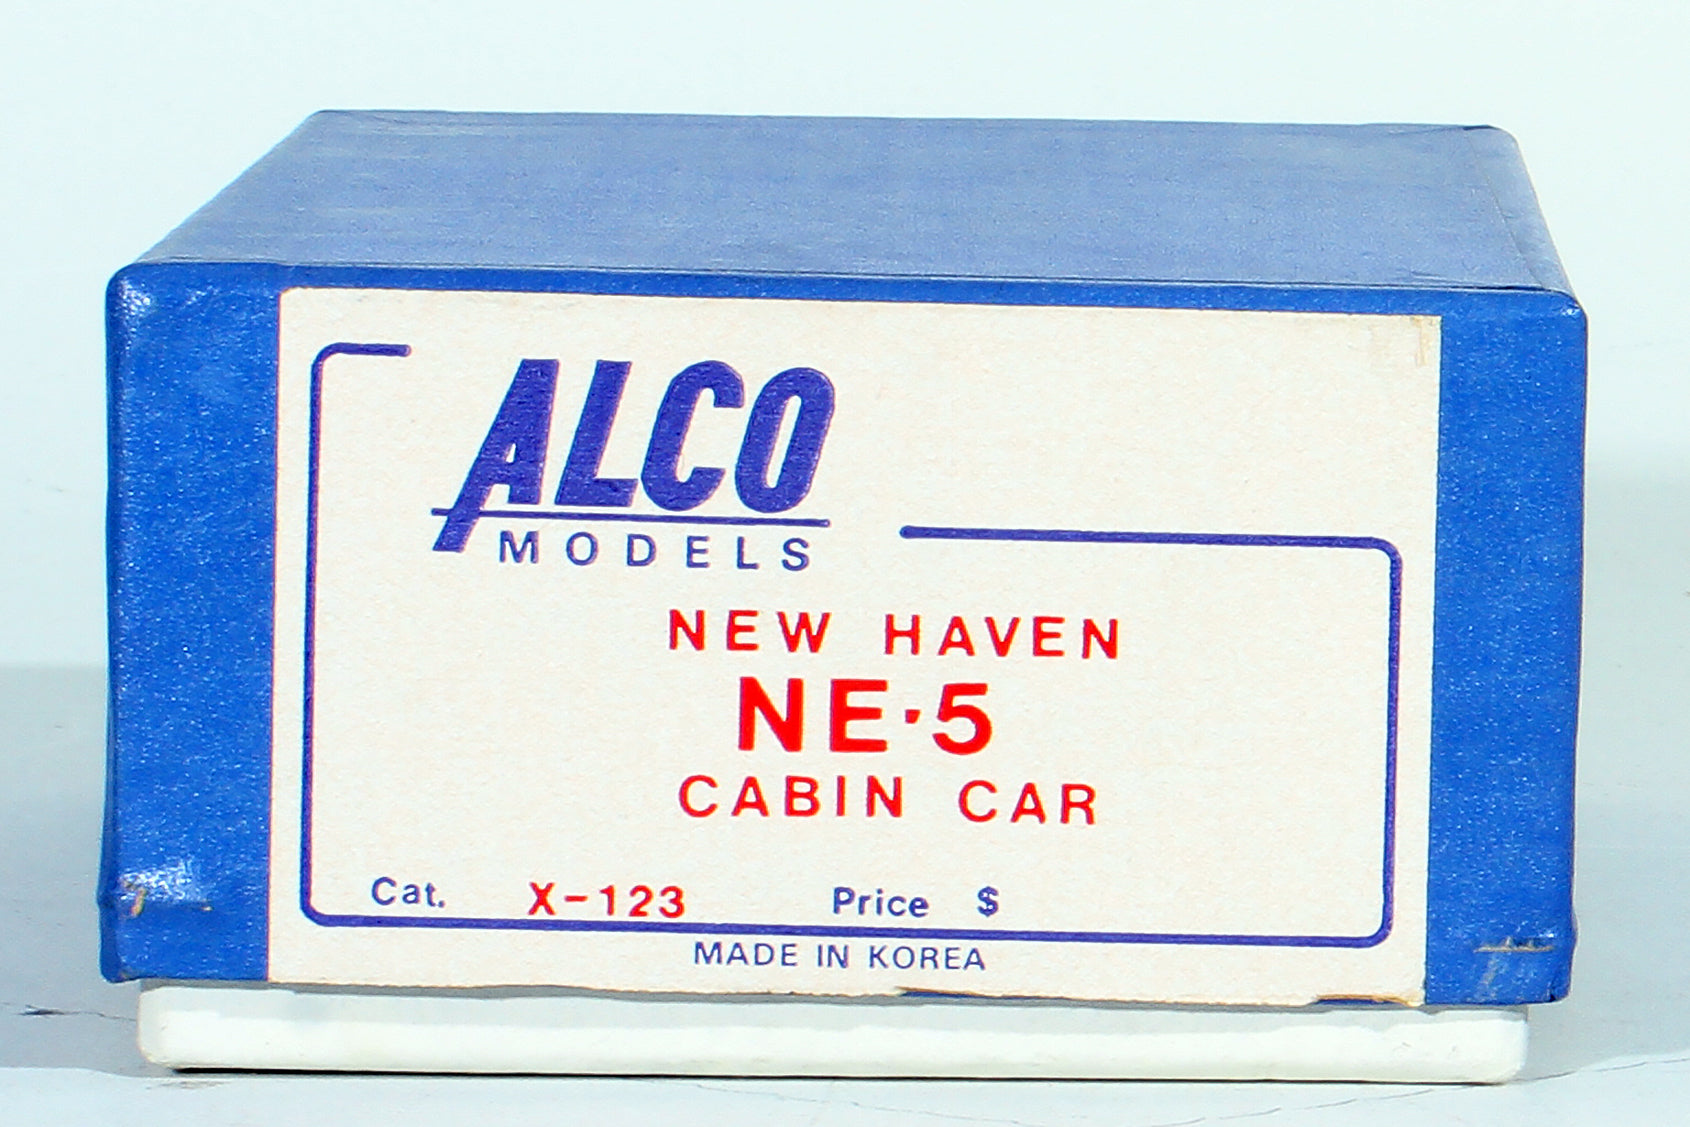 ALCO
MODELS
NEW HAVEN
NE-5
CABIN CAR
Cat. X-123 Price $
MADE IN KOREA